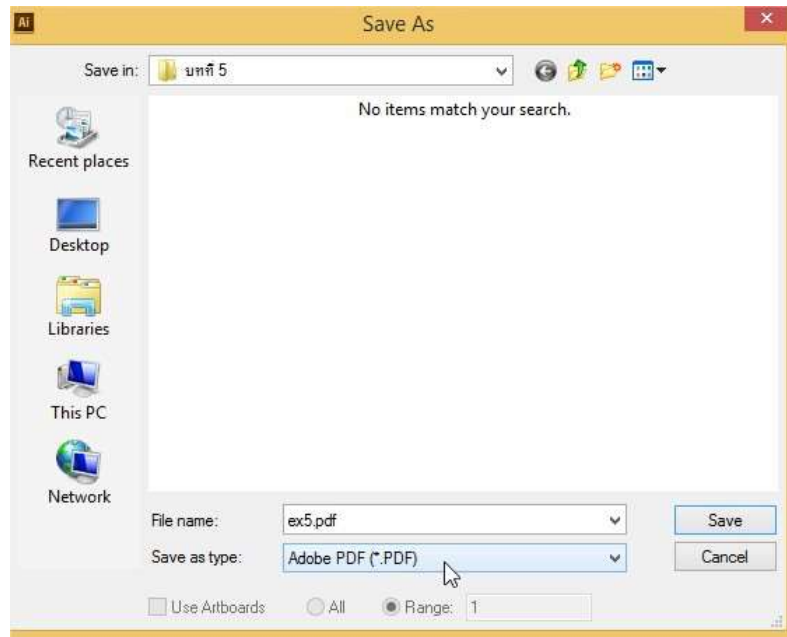 Ai
Save As
Save in: บทที่ 5
No items match your search.
Recent places
Desktop
Libraries
This PC
Network
File name: ex5.pdf Save
Save as type: Adobe PDF (*.PDF) Cancel
Use Artboards All Range: 1